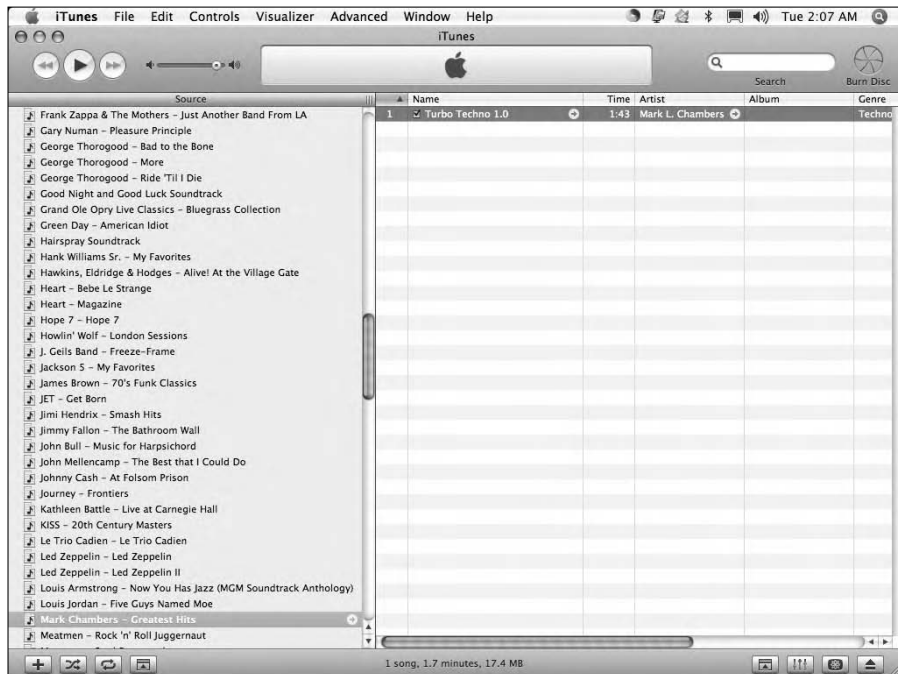 iTunes File Edit Controls Visualizer Advanced Window Help Tue 2:07 AM
iTunes
Search Burn Disc
Source
Name Time Artist Album Genre
1 Turbo Techno 1.0 1:43 Mark L. Chambers Techno
Frank Zappa & The Mothers – Just Another Band From LA
Gary Numan – Pleasure Principle
George Thorogood – Bad to the Bone
George Thorogood – More
George Thorogood – Ride 'Til I Die
Good Night and Good Luck Soundtrack
Grand Ole Opry Live Classics – Bluegrass Collection
Green Day – American Idiot
Hairspray Soundtrack
Hank Williams Sr. – My Favorites
Hawkins, Eldridge & Hodges – Alive! At the Village Gate
Heart – Bebe Le Strange
Heart – Magazine
Hope 7 – Hope 7
Howlin' Wolf – London Sessions
J. Geils Band – Freeze-Frame
Jackson 5 – My Favorites
James Brown – 70's Funk Classics
JET – Get Born
Jimi Hendrix – Smash Hits
Jimmy Fallon – The Bathroom Wall
John Bull – Music for Harpsichord
John Mellencamp – The Best that I Could Do
Johnny Cash – At Folsom Prison
Journey – Frontiers
Kathleen Battle – Live at Carnegie Hall
KISS – 20th Century Masters
Le Trio Cadien – Le Trio Cadien
Led Zeppelin – Led Zeppelin
Led Zeppelin – Led Zeppelin II
Louis Armstrong – Now You Has Jazz (MGM Soundtrack Anthology)
Louis Jordan – Five Guys Named Moe
Mark Chambers – Greatest Hits
Meatmen – Rock 'n' Roll Juggernaut
1 song, 1.7 minutes, 17.4 MB